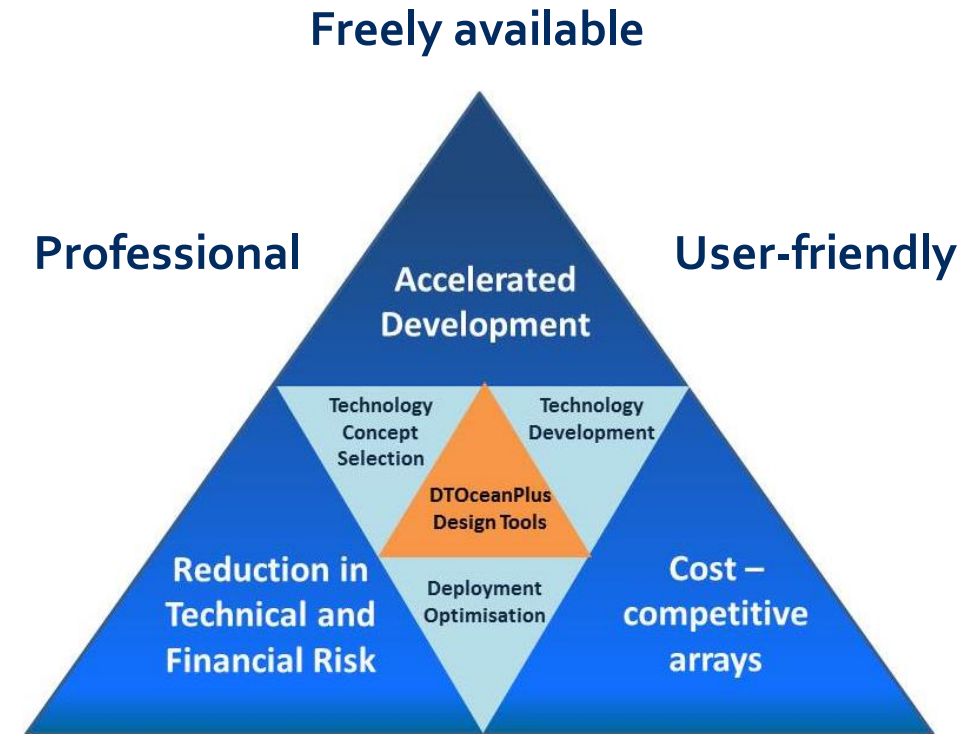 Freely available
Professional
User-friendly
Accelerated
Development
Technology
Concept
Selection
Technology
Development
DTOceanPlus
Design Tools
Reduction in
Technical and
Financial Risk
Deployment
Optimisation
Cost –
competitive
arrays